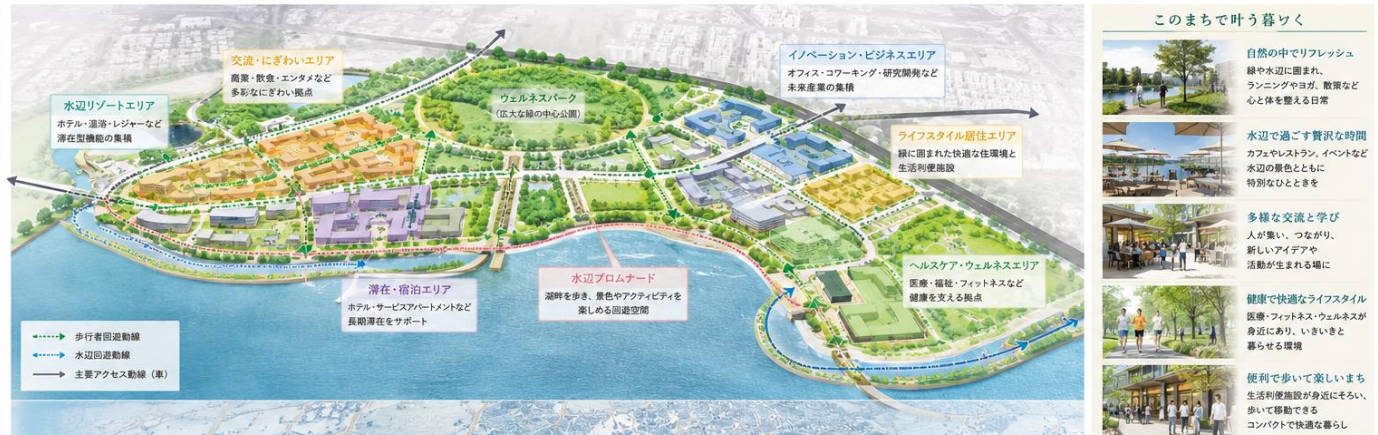 交流・にぎわいエリア
商業・飲食・エンタメなど
多彩なにぎわい拠点
水辺リゾートエリア
ホテル・温浴・レジャーなど
滞在型機能の集積
ウェルネスパーク
(広大な緑の中心公園)
イノベーション・ビジネスエリア
オフィス・コワーキング・研究開発など
未来産業の集積
ライフスタイル居住エリア
緑に囲まれた快適な住環境と
生活利便施設
滞在・宿泊エリア
ホテル・サービスアパートメントなど
長期滞在をサポート
水辺プロムナード
湖畔を歩き、景色やアクティビティを
楽しめる回遊空間
ヘルスケア・ウェルネスエリア
医療・福祉・フィットネスなど
健康を支える拠点
歩行者回遊動線
水辺回遊動線
主要アクセス動線(車)
このまちで叶う暮
自然の中でリフレッシュ
緑や水辺に囲まれ、
ランニングやヨガ、散策など
心と体を整える日常
水辺で過ごす贅沢な時間
カフェやレストラン、イベントなど
水辺の景色とともに
特別なひとときを
多様な交流と学び
人が集い、つながり、
新しいアイデアや
活動が生まれる場に
健康で快適なライフスタイル
医療・フィットネス・ウェルネスが
身近にあり、いきいきと
暮らせる環境
便利で歩いて楽しいまち
生活利便施設が身近にそろい、
歩いて移動できる
コンパクトで快適な暮らし